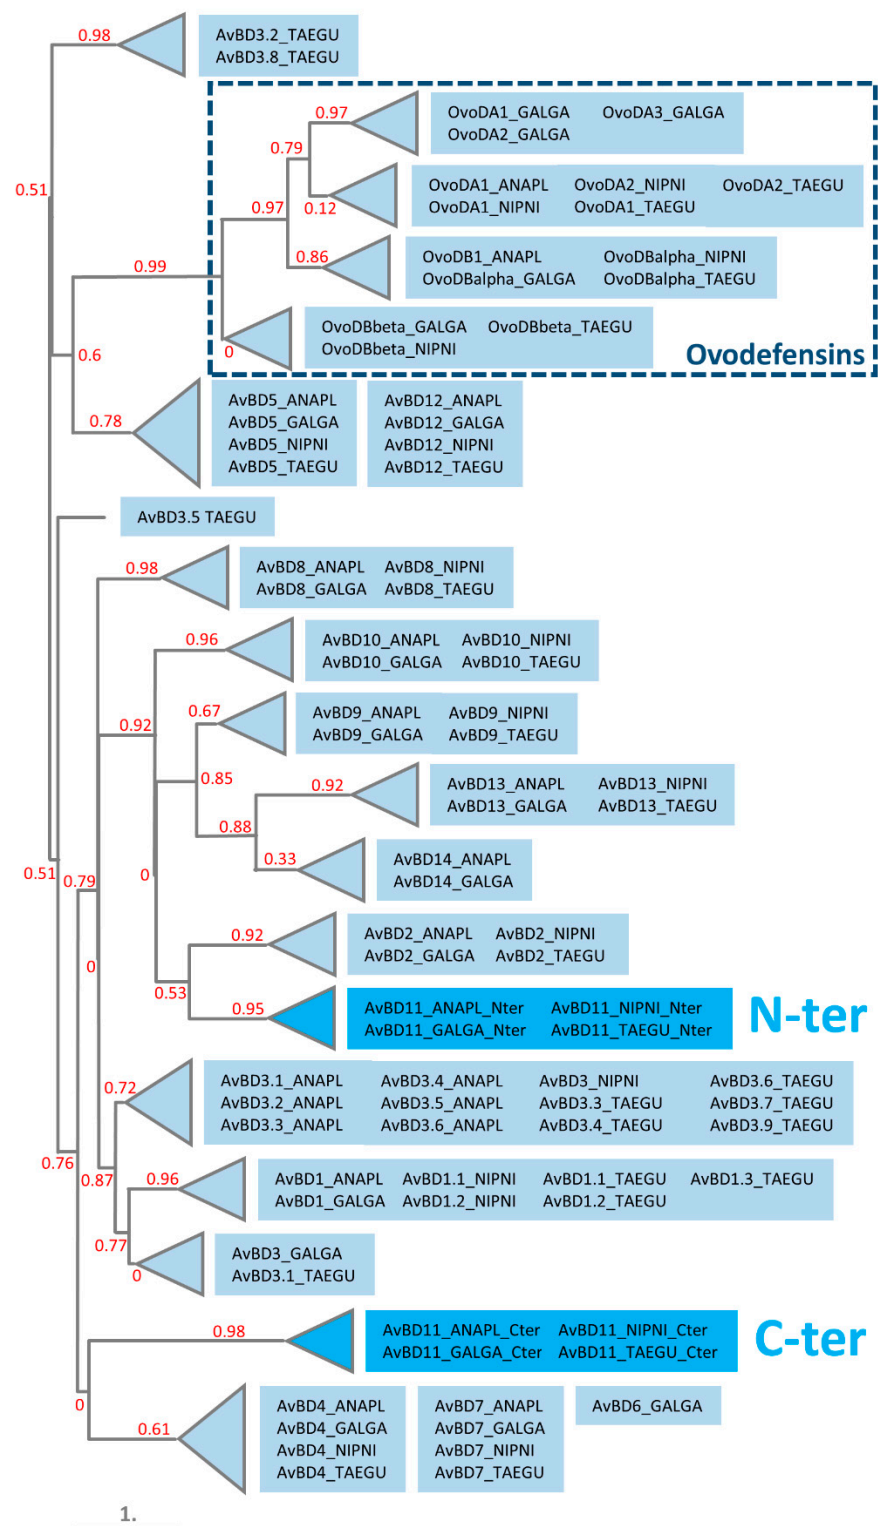 0.98
AvBD3.2_TAEGU
AvBD3.8_TAEGU
0.97
OvoDA1_GALGA OvoDA3_GALGA
OvoDA2_GALGA
0.79
0.51
OvoDA1_ANAPL OvoDA2_NIPNI OvoDA2_TAEGU
OvoDA1_NIPNI OvoDA1_TAEGU
0.97
0.12
0.86
OvoDB1_ANAPL OvoDBalpha_NIPNI
OvoDBalpha_GALGA OvoDBalpha_TAEGU
0.99
OvoDBbeta_GALGA OvoDBbeta_TAEGU
OvoDBbeta_NIPNI
0
0.6
Ovodefensins
0.78
AvBD5_ANAPL AvBD12_ANAPL
AvBD5_GALGA AvBD12_GALGA
AvBD5_NIPNI AvBD12_NIPNI
AvBD5_TAEGU AvBD12_TAEGU
AvBD3.5 TAEGU
0.98
AvBD8_ANAPL AvBD8_NIPNI
AvBD8_GALGA AvBD8_TAEGU
0.96
AvBD10_ANAPL AvBD10_NIPNI
AvBD10_GALGA AvBD10_TAEGU
0.67
AvBD9_ANAPL AvBD9_NIPNI
AvBD9_GALGA AvBD9_TAEGU
0.92
0.85
0.92
AvBD13_ANAPL AvBD13_NIPNI
AvBD13_GALGA AvBD13_TAEGU
0.88
0.33
AvBD14_ANAPL
AvBD14_GALGA
0.51
0.79
0
0.92
AvBD2_ANAPL AvBD2_NIPNI
AvBD2_GALGA AvBD2_TAEGU
0
0.53
0.95
AvBD11_ANAPL_Nter AvBD11_NIPNI_Nter
AvBD11_GALGA_Nter AvBD11_TAEGU_Nter
N-ter
0.72
AvBD3.1_ANAPL AvBD3.4_ANAPL AvBD3_NIPNI AvBD3.6_TAEGU
AvBD3.2_ANAPL AvBD3.5_ANAPL AvBD3.3_TAEGU AvBD3.7_TAEGU
AvBD3.3_ANAPL AvBD3.6_ANAPL AvBD3.4_TAEGU AvBD3.9_TAEGU
0.76
0.87
0.96
AvBD1_ANAPL AvBD1.1_NIPNI AvBD1.1_TAEGU AvBD1.3_TAEGU
AvBD1_GALGA AvBD1.2_NIPNI AvBD1.2_TAEGU
0.77
0
AvBD3_GALGA
AvBD3.1_TAEGU
0.98
AvBD11_ANAPL_Cter AvBD11_NIPNI_Cter
AvBD11_GALGA_Cter AvBD11_TAEGU_Cter
C-ter
0
0.61
AvBD4_ANAPL AvBD7_ANAPL AvBD6_GALGA
AvBD4_GALGA AvBD7_GALGA
AvBD4_NIPNI AvBD7_NIPNI
AvBD4_TAEGU AvBD7_TAEGU
1.